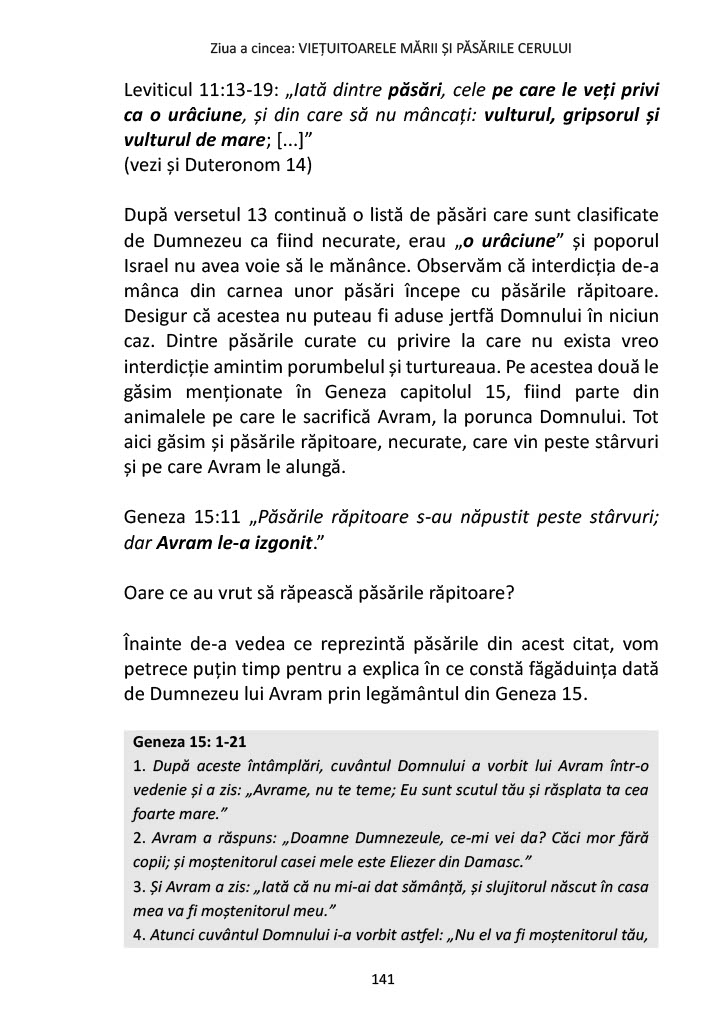 Ziua a cincea: VIEȚUITOARELE MĂRII ȘI PĂSĂRILE CERULUI
Leviticul 11:13-19: „Iată dintre păsări, cele pe care le veți privi
ca o urâciune, și din care să nu mâncați: vulturul, gripsorul și
vulturul de mare; [...]”
(vezi și Deuteronom 14)
După versetul 13 continuă o listă de păsări care sunt clasificate
de Dumnezeu ca fiind necurate, erau „o urâciune” și poporul
Israel nu avea voie să le mănânce. Observăm că interdicția de-a
mânca din carnea unor păsări începe cu păsările răpitoare.
Desigur că acestea nu puteau fi aduse jertfă Domnului în niciun
caz. Dintre păsările curate cu privire la care nu exista vreo
interdicție amintim porumbelul și turtureaua. Pe acestea două le
găsim menționate în Geneza capitolul 15, fiind parte din
animalele pe care le sacrifică Avram, la porunca Domnului. Tot
aici găsim și păsările răpitoare, necurate, care vin peste stârvuri
și pe care Avram le alungă.
Geneza 15:11 „Păsările răpitoare s-au năpustit peste stârvuri;
dar Avram le-a izgonit.”
Oare ce au vrut să răpească păsările răpitoare?
Înainte de-a vedea ce reprezintă păsările din acest citat, vom
petrece puțin timp pentru a explica în ce constă făgăduința dată
de Dumnezeu lui Avram prin legământul din Geneza 15.
Geneza 15: 1-21
1. După aceste întâmplări, cuvântul Domnului a vorbit lui Avram într-o
vedenie și a zis: „Avrame, nu te teme; Eu sunt scutul tău și răsplata ta cea
foarte mare.”
2. Avram a răspuns: „Doamne Dumnezeule, ce-mi vei da? Căci mor fără
copii; și moștenitorul casei mele este Eliezer din Damasc.”
3. Și Avram a zis: „Iată că nu mi-ai dat sământă, și slujitorul născut în casa
mea va fi moștenitorul meu.”
4. Atunci cuvântul Domnului i-a vorbit astfel: „Nu el va fi moștenitorul tău,
141